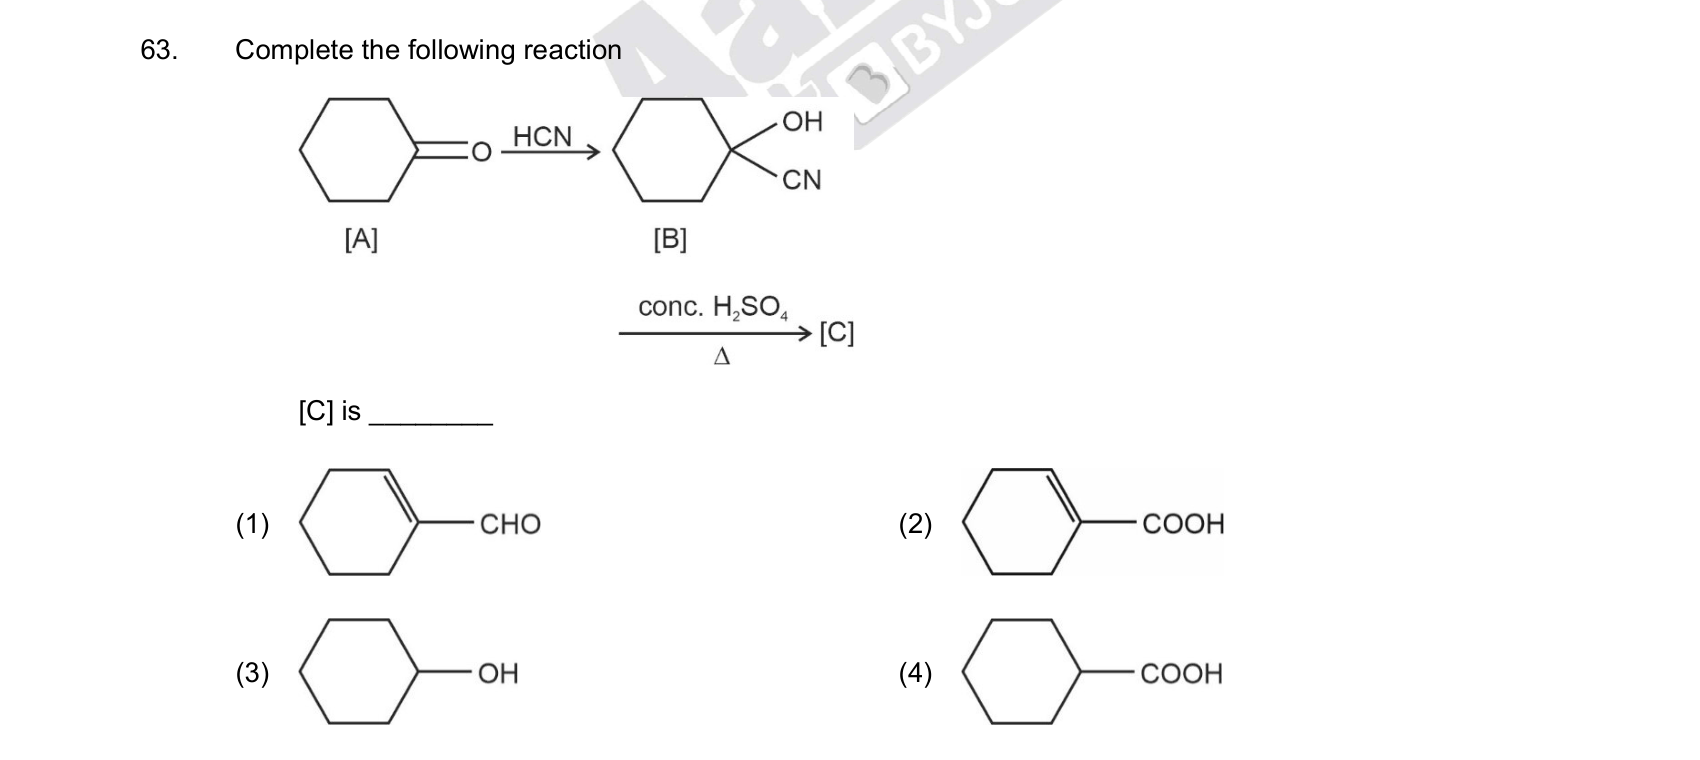 63. Complete the following reaction
O HCN OH
CN
[A] [B]
conc. H₂SO₄
Δ
[C]
[C] is ________
(1) CHO (2) COOH
(3) OH (4) COOH